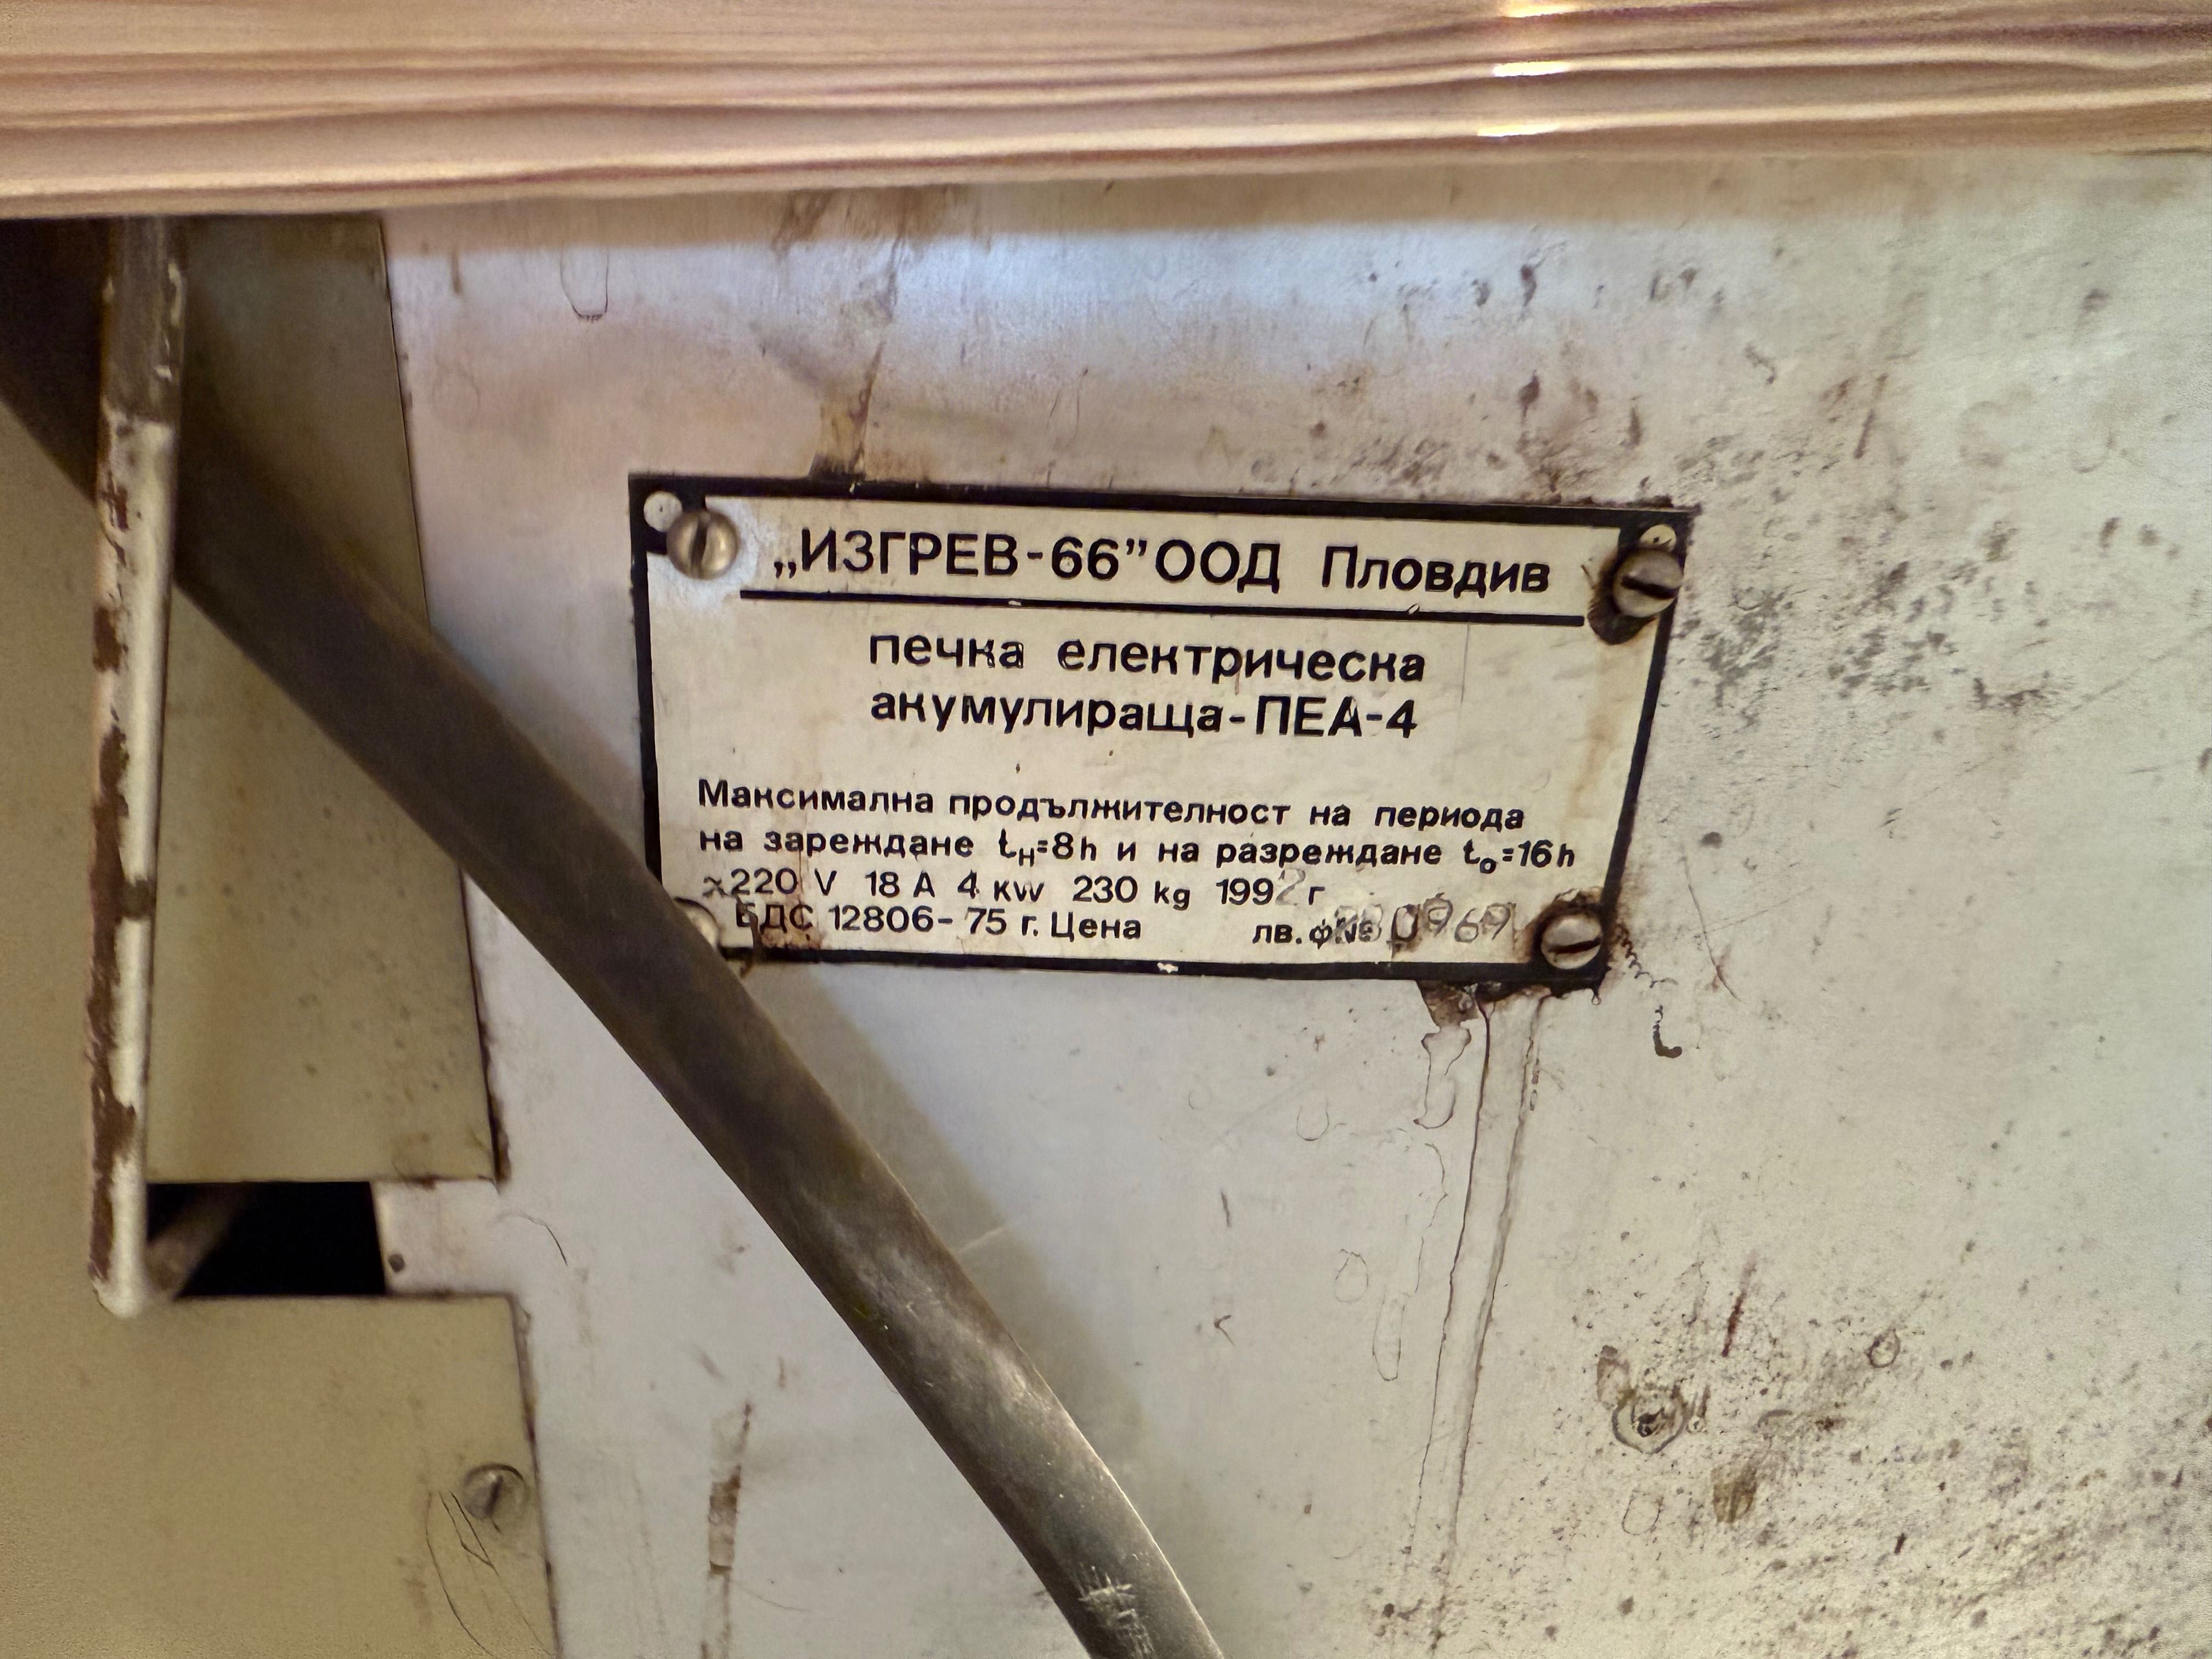 „ИЗГРЕВ-66” ООД Пловдив
печка електрическа
акумулираща-ПЕА-4
Максимална продължителност на периода
на зареждане tн=8h и на разреждане to=16h
≈220 V 18 A 4 KW 230 kg 1992 г
БДС 12806-75 г. Цена лв. ф№